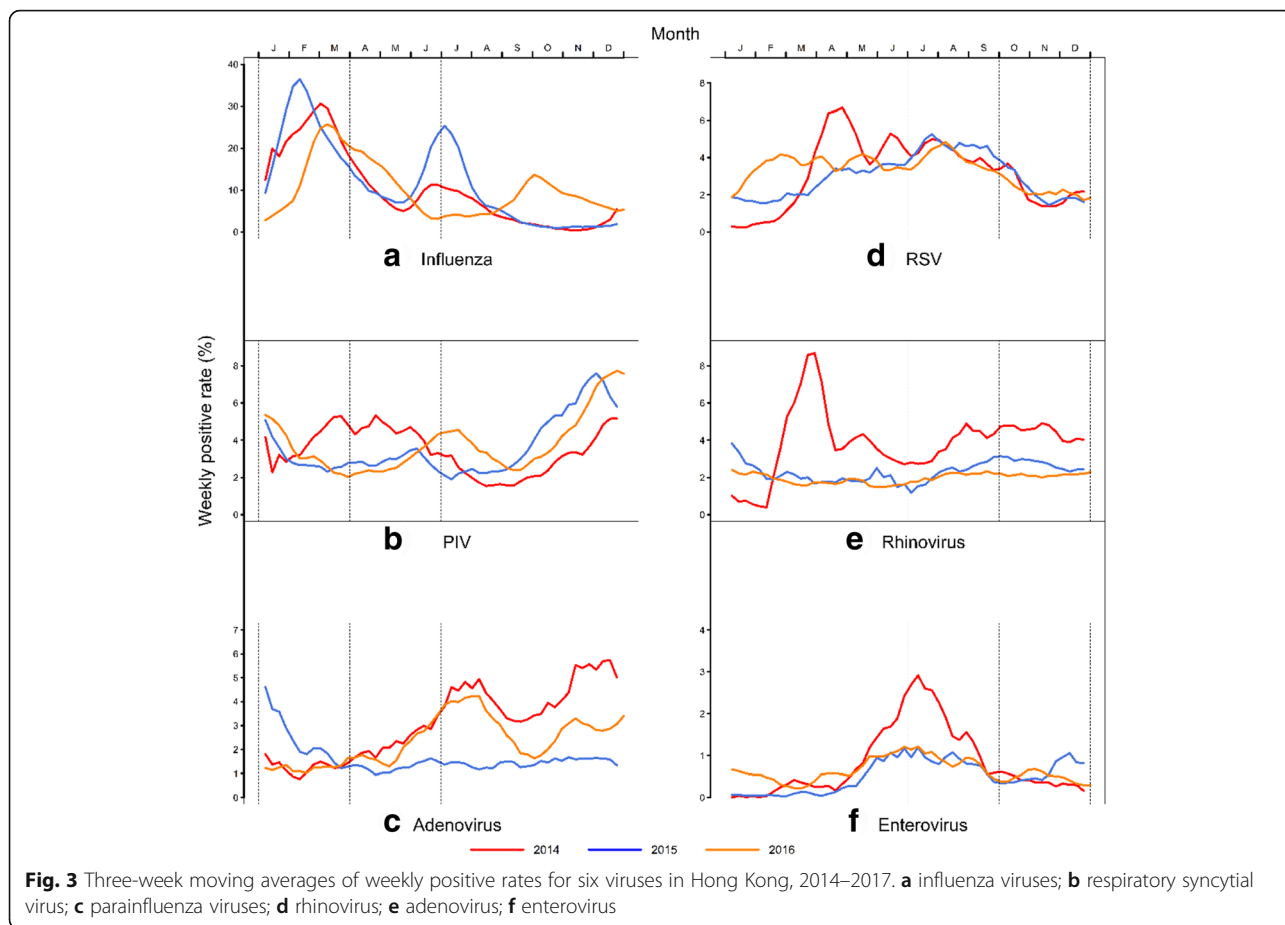 Month
J F M A M J J A S O N D
J F M A M J J A S O N D
Weekly positive rate (%)
40
30
20
10
0
a Influenza
8
6
4
2
0
d RSV
8
6
4
2
0
b PIV
8
6
4
2
0
e Rhinovirus
7
6
5
4
3
2
1
0
c Adenovirus
4
3
2
1
0
f Enterovirus
2014 2015 2016
Fig. 3 Three-week moving averages of weekly positive rates for six viruses in Hong Kong, 2014–2017. a influenza viruses; b respiratory syncytial
virus; c parainfluenza viruses; d rhinovirus; e adenovirus; f enterovirus